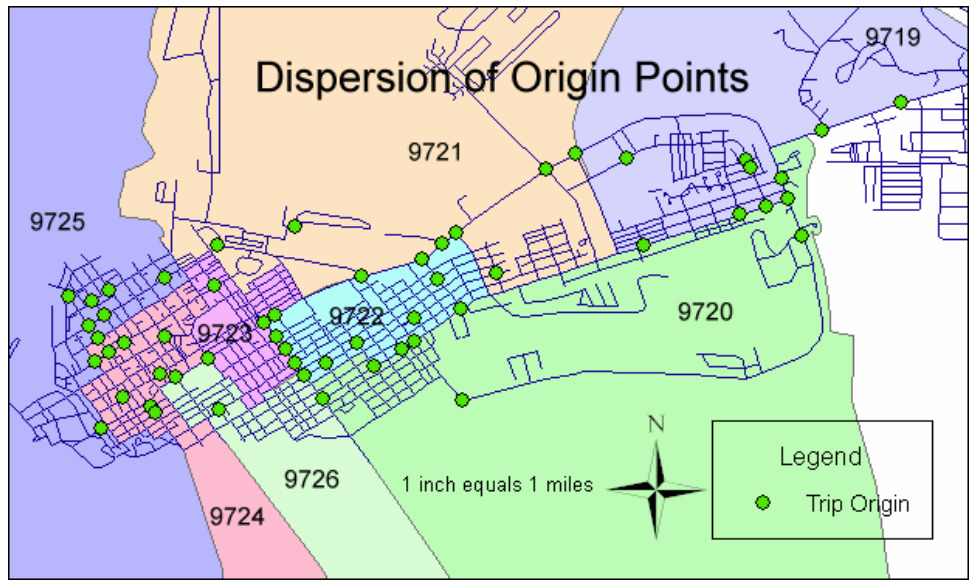 9719
Dispersion of Origin Points
9721
9725
9720
9722
9723
N
Legend
9726
1 inch equals 1 miles
Trip Origin
9724